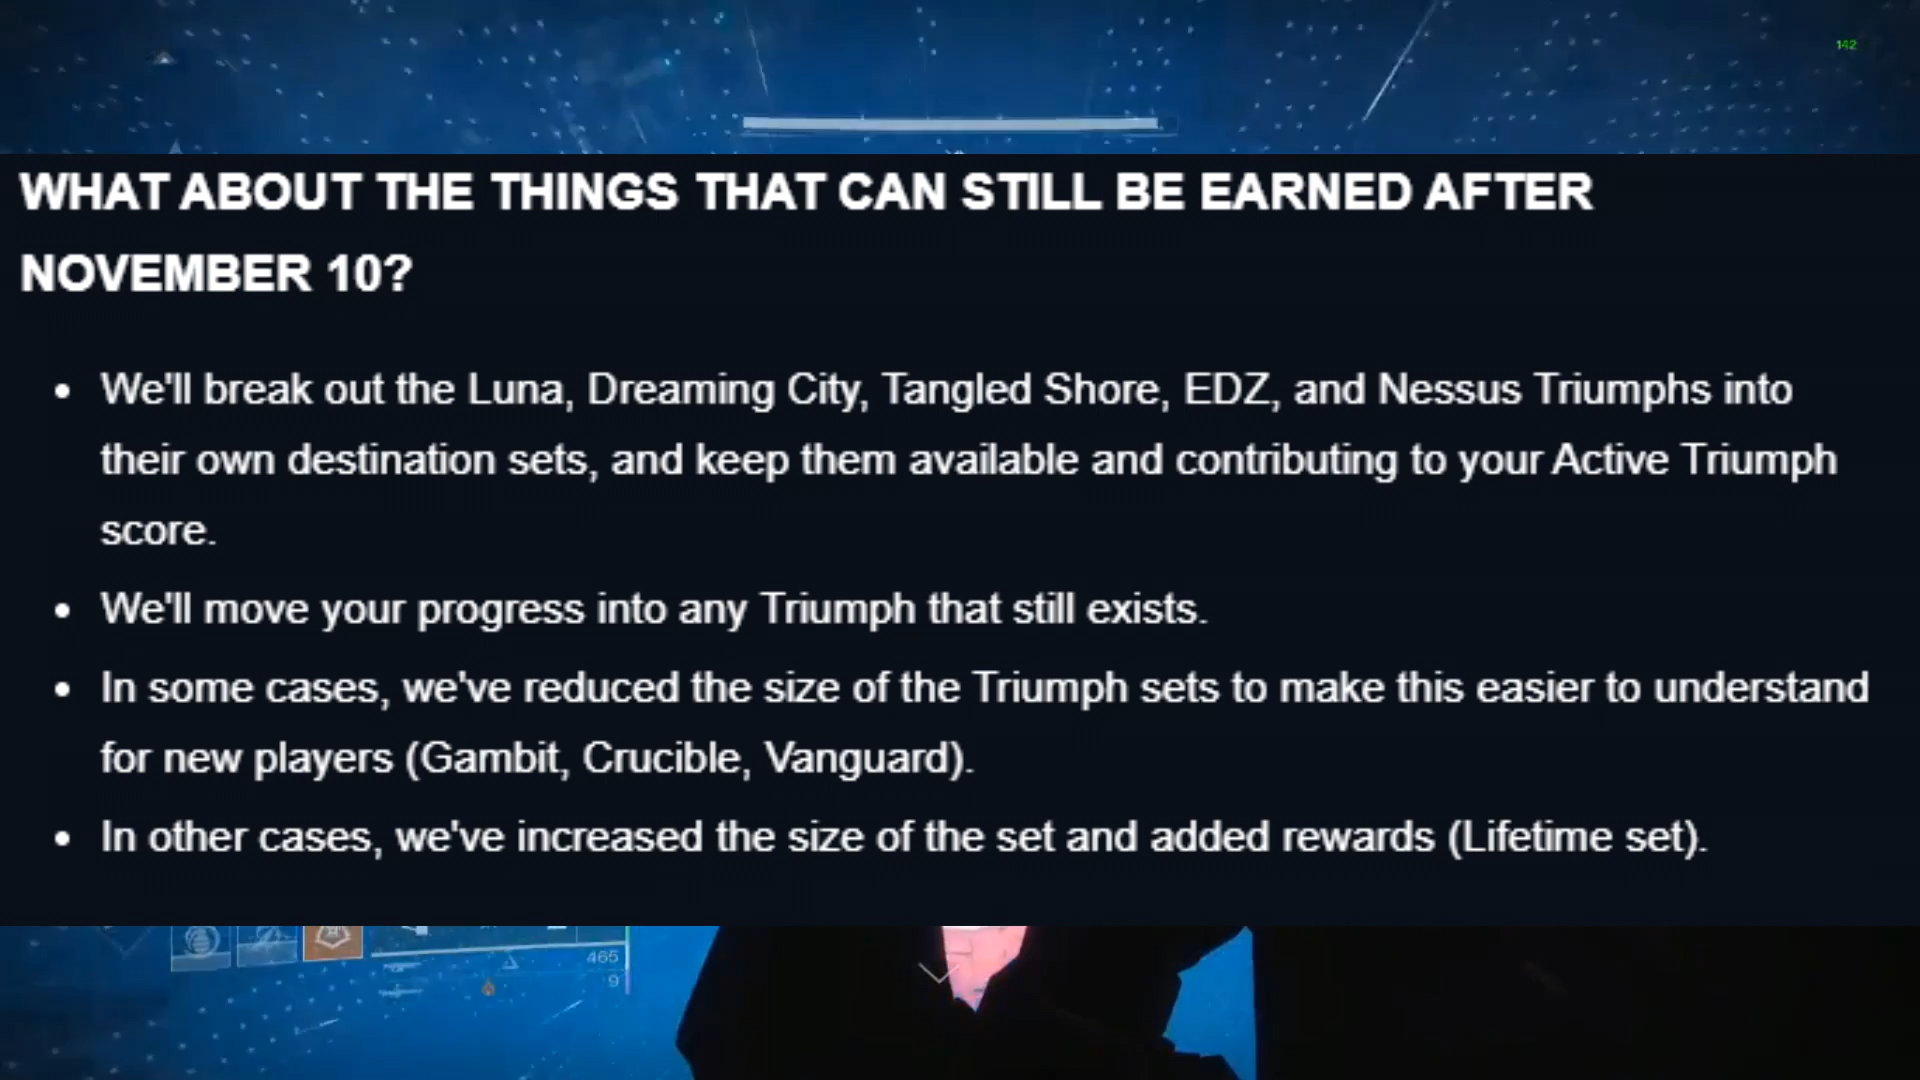 142
WHAT ABOUT THE THINGS THAT CAN STILL BE EARNED AFTER
NOVEMBER 10?
• We'll break out the Luna, Dreaming City, Tangled Shore, EDZ, and Nessus Triumphs into
their own destination sets, and keep them available and contributing to your Active Triumph
score.
• We'll move your progress into any Triumph that still exists.
• In some cases, we've reduced the size of the Triumph sets to make this easier to understand
for new players (Gambit, Crucible, Vanguard).
• In other cases, we've increased the size of the set and added rewards (Lifetime set).
465
9